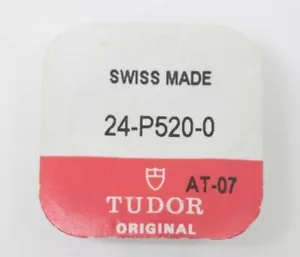 SWISS MADE
24-P520-0
AT-07
TUDOR
ORIGINAL